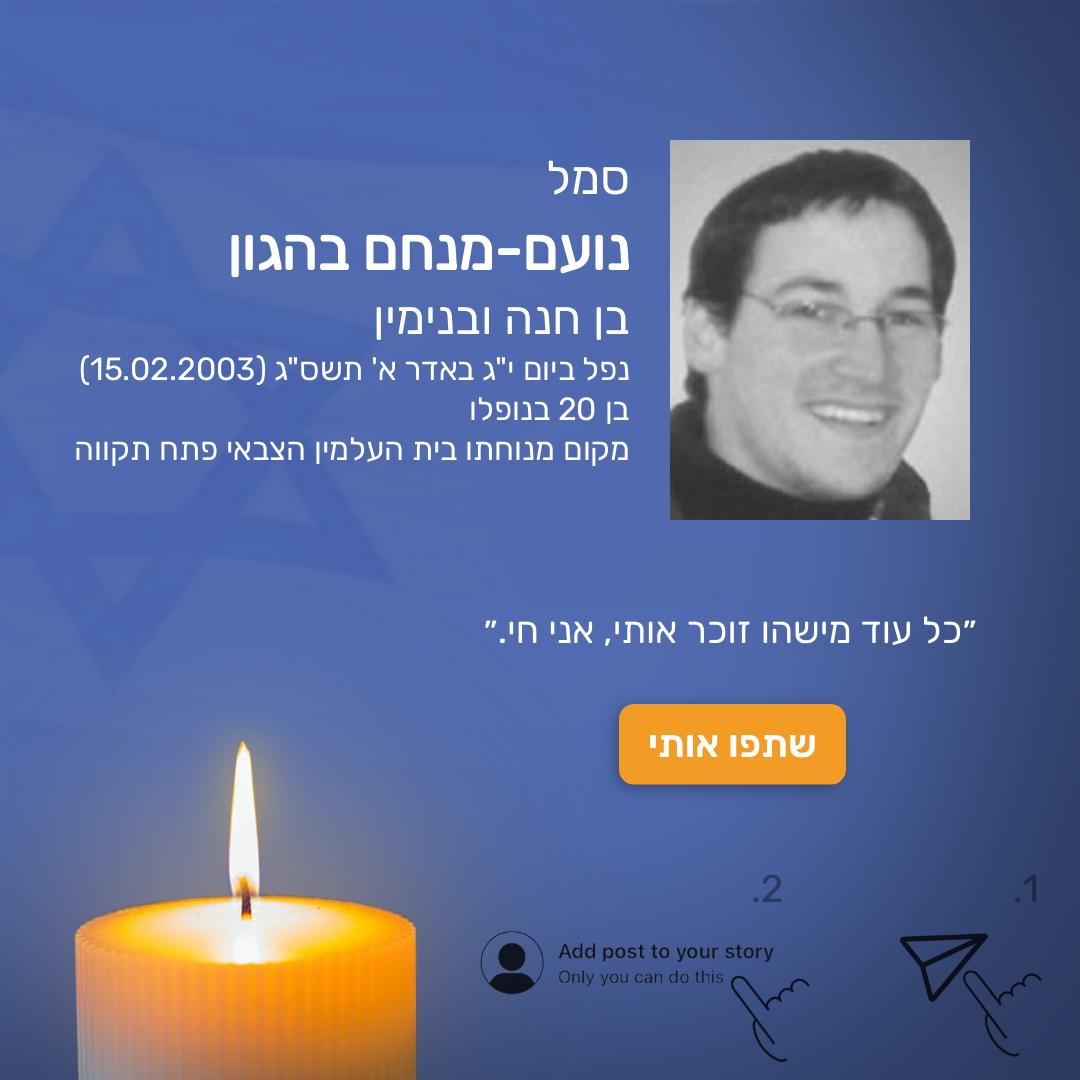 סמל
נועם-מנחם בהגון
בן חנה ובנימין
נפל ביום י"ג באדר א' תשס"ג (15.02.2003)
בן 20 בנופלו
מקום מנוחתו בית העלמין הצבאי פתח תקווה
״כל עוד מישהו זוכר אותי, אני חי.״
שתפו אותי
1.
2.
Add post to your story
Only you can do this